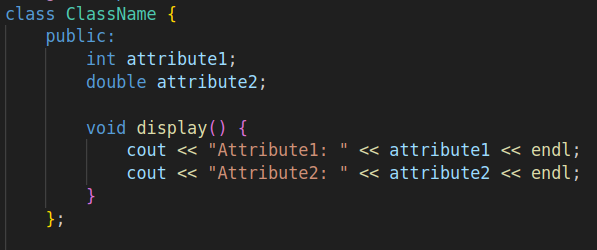 class ClassName {
    public:
        int attribute1;
        double attribute2;

        void display() {
            cout << "Attribute1: " << attribute1 << endl;
            cout << "Attribute2: " << attribute2 << endl;
        }
    };